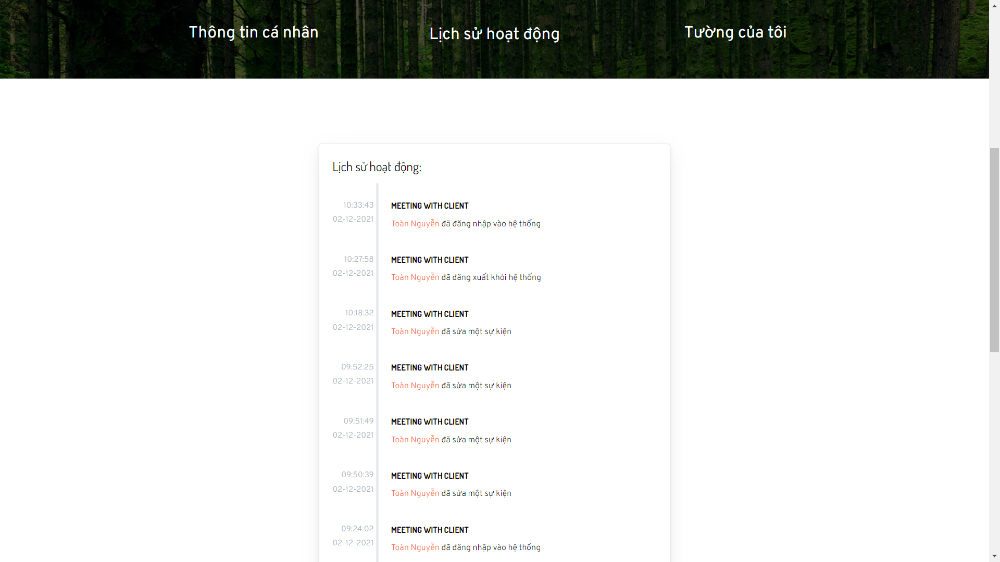 Thông tin cá nhân
Lịch sử hoạt động
Tường của tôi
Lịch sử hoạt động:
10:33:43
02-12-2021
MEETING WITH CLIENT
Toàn Nguyễn đã đăng nhập vào hệ thống
10:27:58
02-12-2021
MEETING WITH CLIENT
Toàn Nguyễn đã đăng xuất khỏi hệ thống
10:18:32
02-12-2021
MEETING WITH CLIENT
Toàn Nguyễn đã sửa một sự kiện
09:52:25
02-12-2021
MEETING WITH CLIENT
Toàn Nguyễn đã sửa một sự kiện
09:51:49
02-12-2021
MEETING WITH CLIENT
Toàn Nguyễn đã sửa một sự kiện
09:50:39
02-12-2021
MEETING WITH CLIENT
Toàn Nguyễn đã sửa một sự kiện
09:24:02
02-12-2021
MEETING WITH CLIENT
Toàn Nguyễn đã đăng nhập vào hệ thống